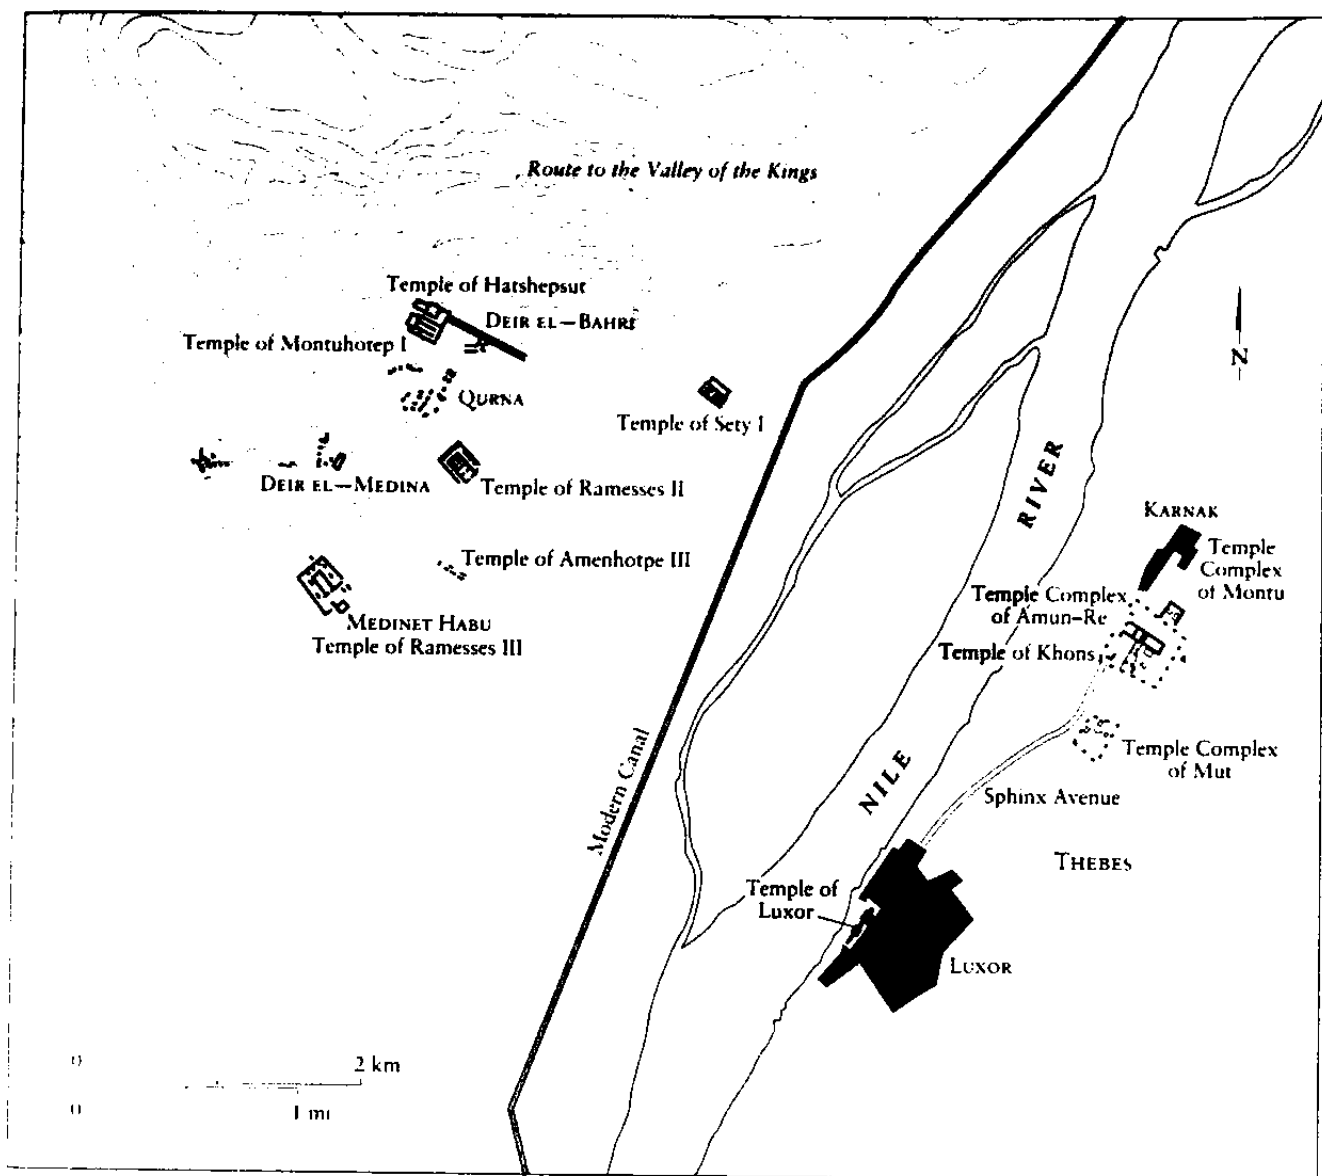 Route to the Valley of the Kings
Temple of Hatshepsut
DEIR EL-BAHRI
Temple of Montuhotep I
QURNA
Temple of Sety I
DEIR EL-MEDINA
Temple of Ramesses II
Temple of Amenhotpe III
MEDINET HABU
Temple of Ramesses III
Modern Canal
NILE
RIVER
N
KARNAK
Temple
Complex
of Montu
Temple Complex
of Amun-Re
Temple of Khons
Temple Complex
of Mut
Sphinx Avenue
THEBES
Temple of
Luxor
LUXOR
0
2 km
0
1 mi